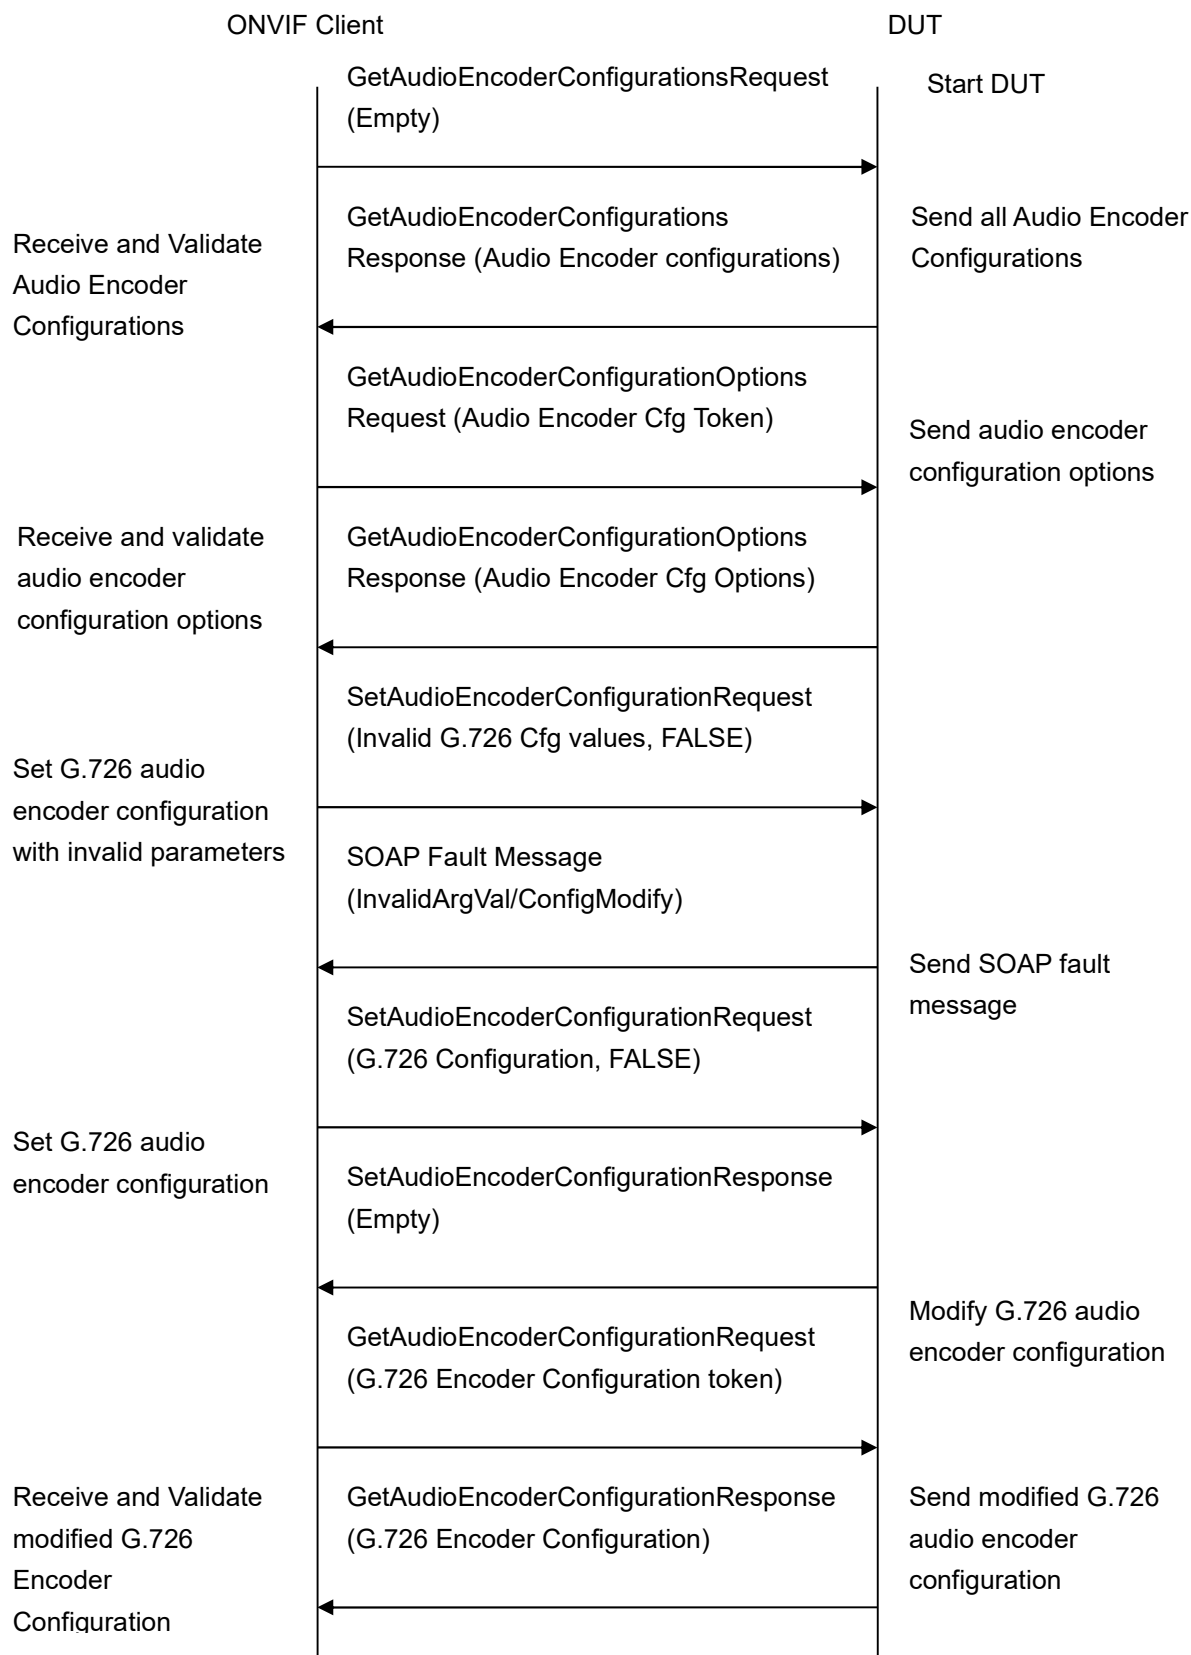 ONVIF Client
DUT
GetAudioEncoderConfigurationsRequest
(Empty)
Start DUT
GetAudioEncoderConfigurations
Response (Audio Encoder configurations)
Send all Audio Encoder
Configurations
Receive and Validate
Audio Encoder
Configurations
GetAudioEncoderConfigurationOptions
Request (Audio Encoder Cfg Token)
Send audio encoder
configuration options
Receive and validate
audio encoder
configuration options
GetAudioEncoderConfigurationOptions
Response (Audio Encoder Cfg Options)
SetAudioEncoderConfigurationRequest
(Invalid G.726 Cfg values, FALSE)
Set G.726 audio
encoder configuration
with invalid parameters
SOAP Fault Message
(InvalidArgVal/ConfigModify)
Send SOAP fault
message
SetAudioEncoderConfigurationRequest
(G.726 Configuration, FALSE)
Set G.726 audio
encoder configuration
SetAudioEncoderConfigurationResponse
(Empty)
Modify G.726 audio
encoder configuration
GetAudioEncoderConfigurationRequest
(G.726 Encoder Configuration token)
Receive and Validate
modified G.726
Encoder
Configuration
GetAudioEncoderConfigurationResponse
(G.726 Encoder Configuration)
Send modified G.726
audio encoder
configuration